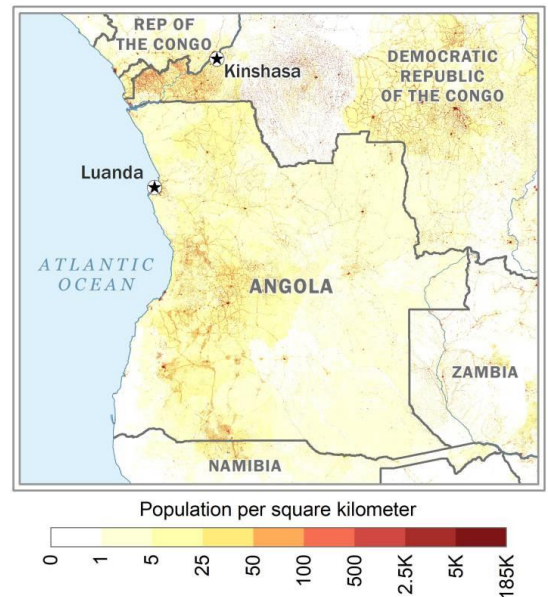 REP OF
THE CONGO
Kinshasa
DEMOCRATIC
REPUBLIC
OF THE CONGO
Luanda
ATLANTIC
OCEAN
ANGOLA
ZAMBIA
NAMIBIA
Population per square kilometer
0
1
5
25
50
100
500
2.5K
5K
185K